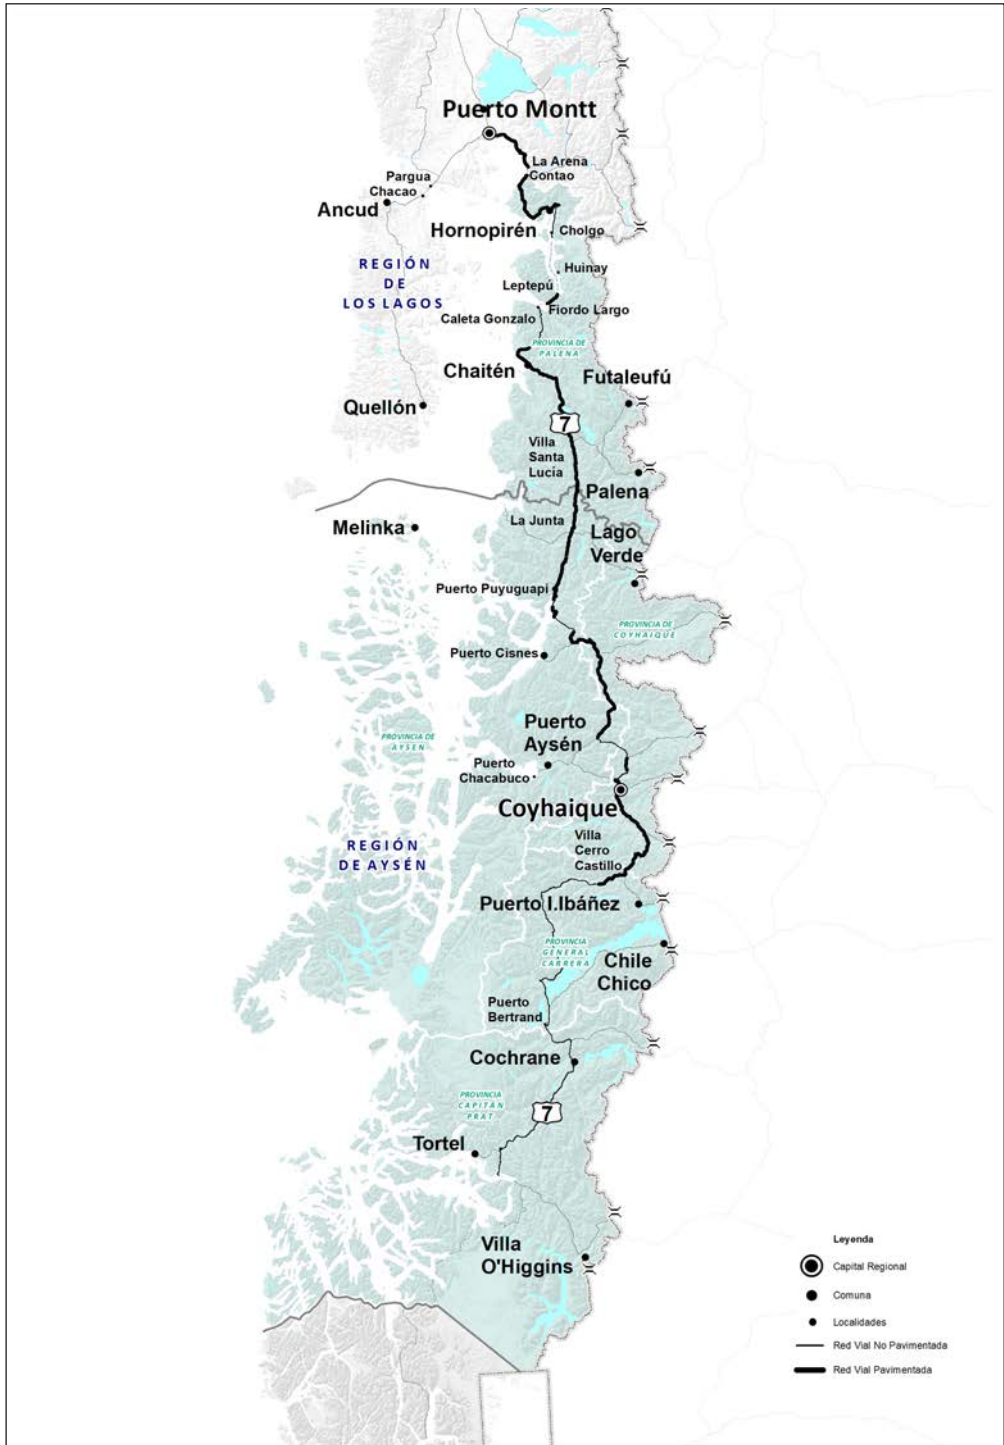 Puerto Montt
La Arena
Contao
Pargua
Chacao
Ancud
Hornopirén
Cholgo
REGIÓN
DE
LOS LAGOS
Huinay
Leptepú
Fiordo Largo
Caleta Gonzalo
PROVINCIA DE
PALENA
Chaitén
Futaleufú
Quellón
7
Villa
Santa
Lucía
Palena
La Junta
Melinka
Lago
Verde
Puerto Puyuguapi
PROVINCIA DE
COYHAIQUE
Puerto Cisnes
Puerto
Aysén
PROVINCIA DE
AYSEN
Puerto
Chacabuco
Coyhaique
Villa
Cerro
Castillo
REGIÓN
DE AYSÉN
Puerto I.Ibáñez
PROVINCIA
GENERAL
CARRERA
Chile
Chico
Puerto
Bertrand
Cochrane
PROVINCIA
CAPITÁN
PRAT
7
Tortel
Villa
O'Higgins
Leyenda
Capital Regional
Comuna
Localidades
Red Vial No Pavimentada
Red Vial Pavimentada